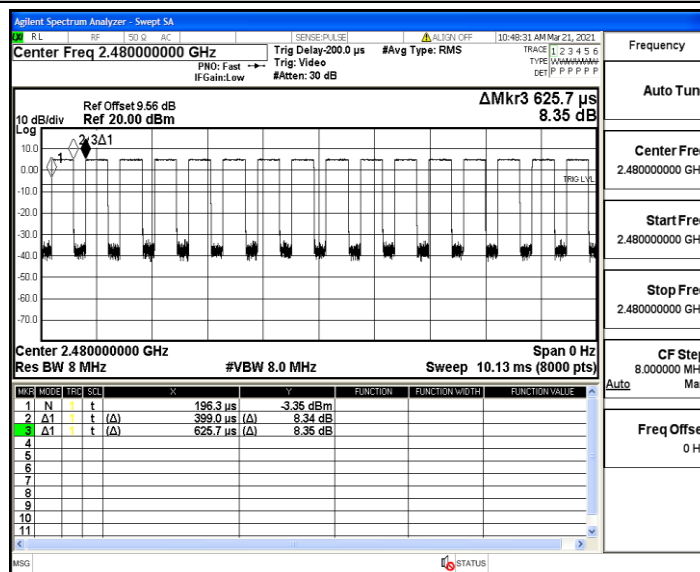 Agilent Spectrum Analyzer - Swept SA
LXI RL RF 50 Ω AC SENSE:PULSE ALIGN OFF 10:48:31 AM Mar 21, 2021
Center Freq 2.480000000 GHz
PNO: Fast
IFGain:Low
Trig Delay-200.0 µs
Trig: Video
#Atten: 30 dB
#Avg Type: RMS
TRACE 1 2 3 4 5 6
TYPE WWWWWW
DET P P P P P P
Frequency
Auto Tun
Center Fre
2.480000000 GH
Start Fre
2.480000000 GH
Stop Fre
2.480000000 GH
CF Step
8.000000 MH
Auto Ma
Freq Offse
0 H
ΔMkr3 625.7 µs
8.35 dB
Ref Offset 9.56 dB
10 dB/div Ref 20.00 dBm
Log
10.0
0.00
-10.0
-20.0
-30.0
-40.0
-50.0
-60.0
-70.0
1
2 3Δ1
TRIG LVL
Center 2.480000000 GHz Span 0 Hz
Res BW 8 MHz #VBW 8.0 MHz Sweep 10.13 ms (8000 pts)
MKR MODE TRC SCL X Y FUNCTION FUNCTION WIDTH FUNCTION VALUE
1 N 1 t 196.3 µs -3.35 dBm
2 Δ1 1 t (Δ) 399.0 µs (Δ) 8.34 dB
3 Δ1 1 t (Δ) 625.7 µs (Δ) 8.35 dB
4
5
6
7
8
9
10
11
MSG STATUS